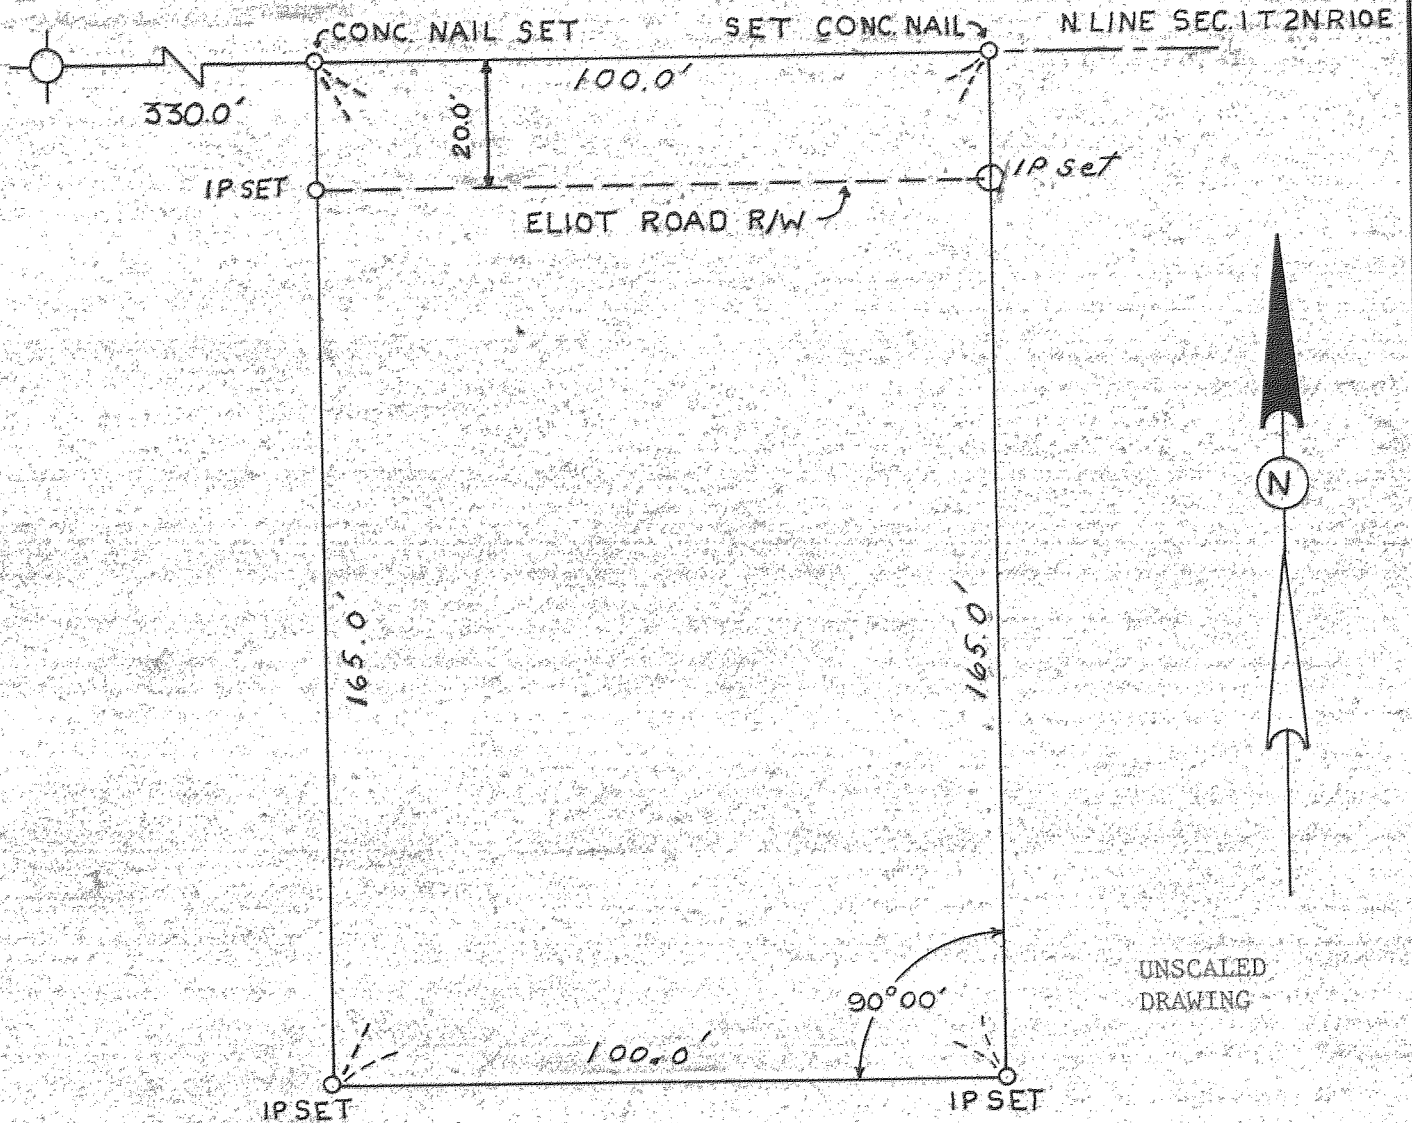 CONC. NAIL SET
SET CONC. NAIL
N. LINE SEC. 1 T 2N. R10E
100.0'
330.0'
20.0'
IP SET
IP set
ELIOT ROAD R/W
N
165.0'
165.0'
UNSCALED
DRAWING
90°00'
100.0'
IP SET
IP SET